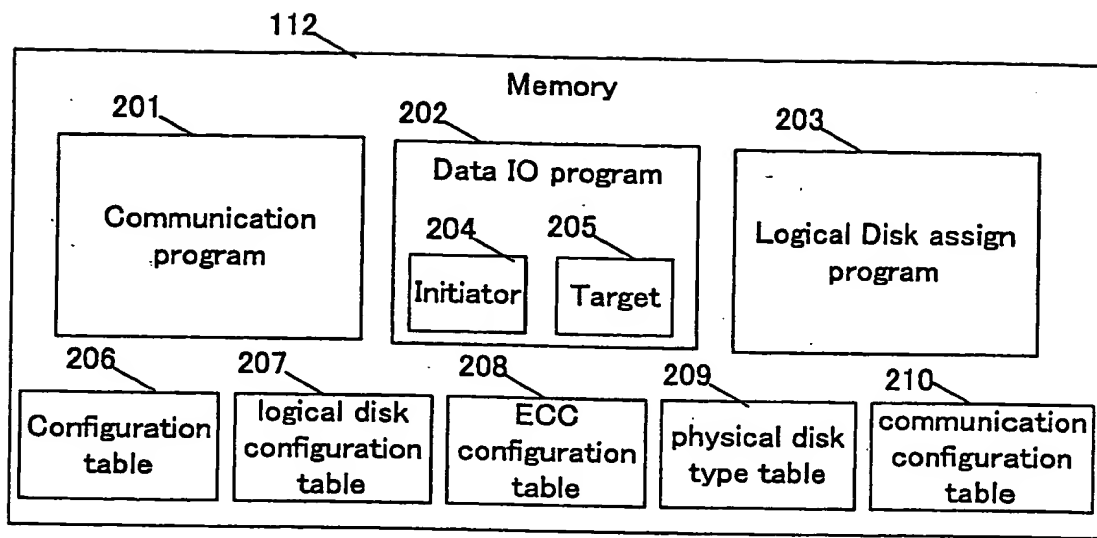 112
Memory
201
202
203
Communication
program
Data IO program
204
205
Initiator
Target
Logical Disk assign
program
206
207
208
209
210
Configuration
table
logical disk
configuration
table
ECC
configuration
table
physical disk
type table
communication
configuration
table